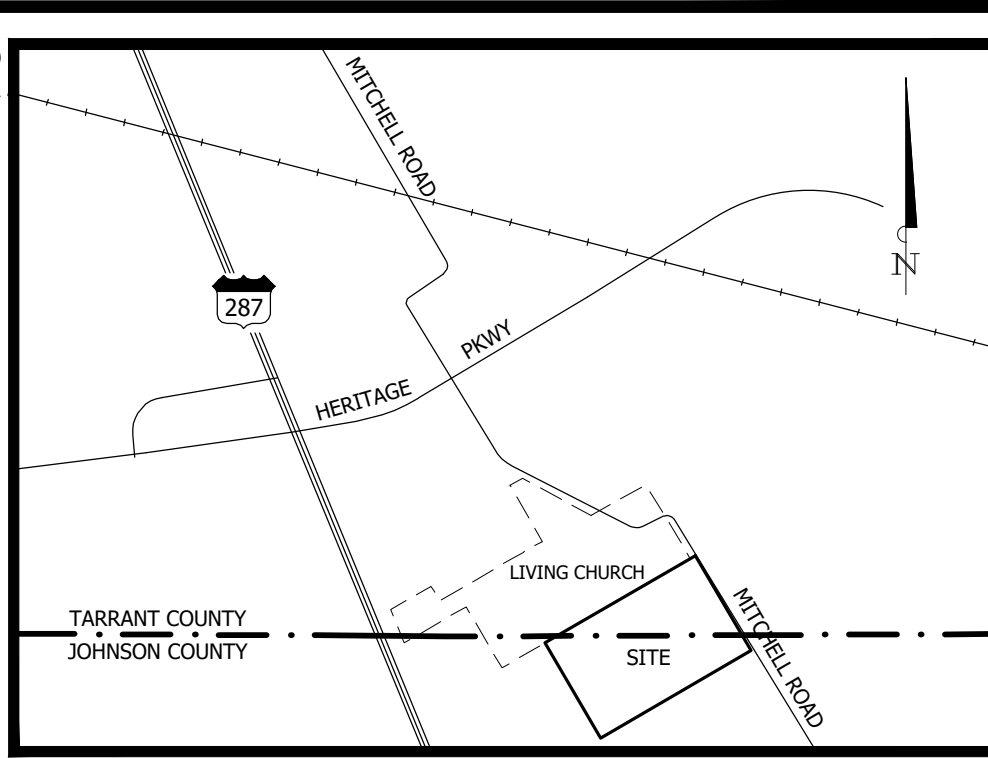 MITCHELL ROAD
N
287
PKWY
HERITAGE
LIVING CHURCH
TARRANT COUNTY
JOHNSON COUNTY
SITE
MITCHELL ROAD